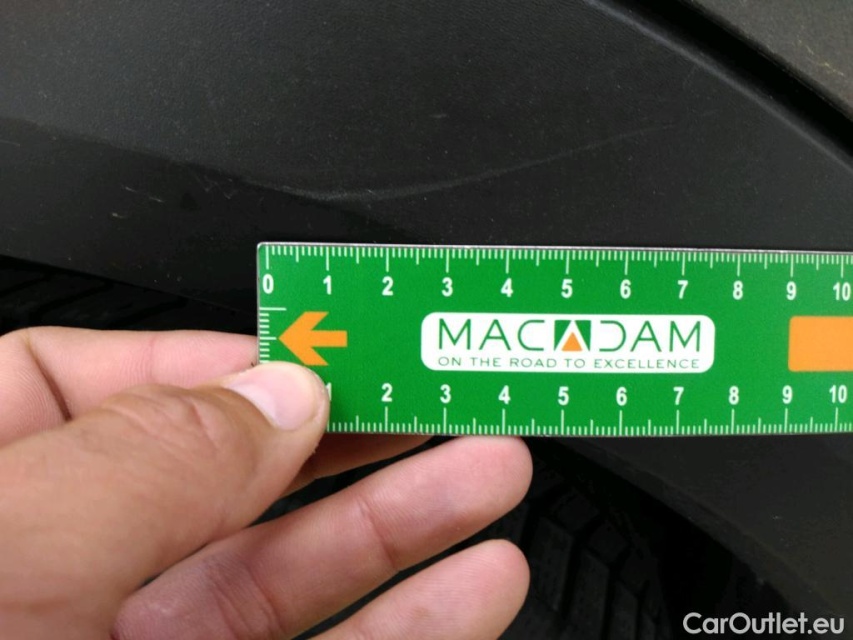 0 1 2 3 4 5 6 7 8 9 10
MACADAM
ON THE ROAD TO EXCELLENCE
1 2 3 4 5 6 7 8 9 10
CarOutlet.eu